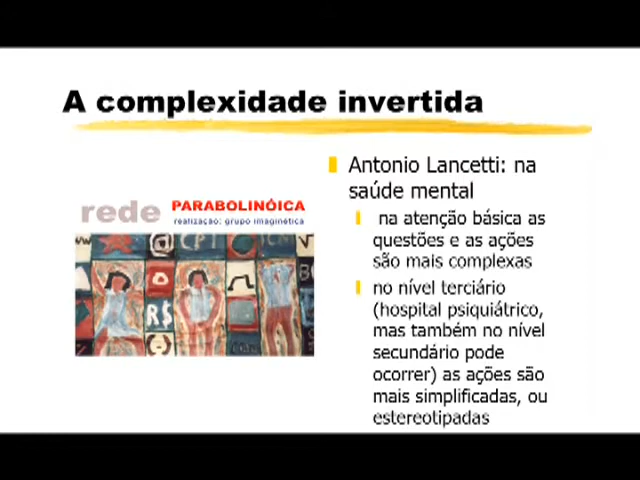 A complexidade invertida
rede
PARABOLINÓICA
realização: grupo imaginética
@
CPT
R$
Antonio Lancetti: na
saúde mental
na atenção básica as
questões e as ações
são mais complexas
no nível terciário
(hospital psiquiátrico,
mas também no nível
secundário pode
ocorrer) as ações são
mais simplificadas, ou
estereotipadas